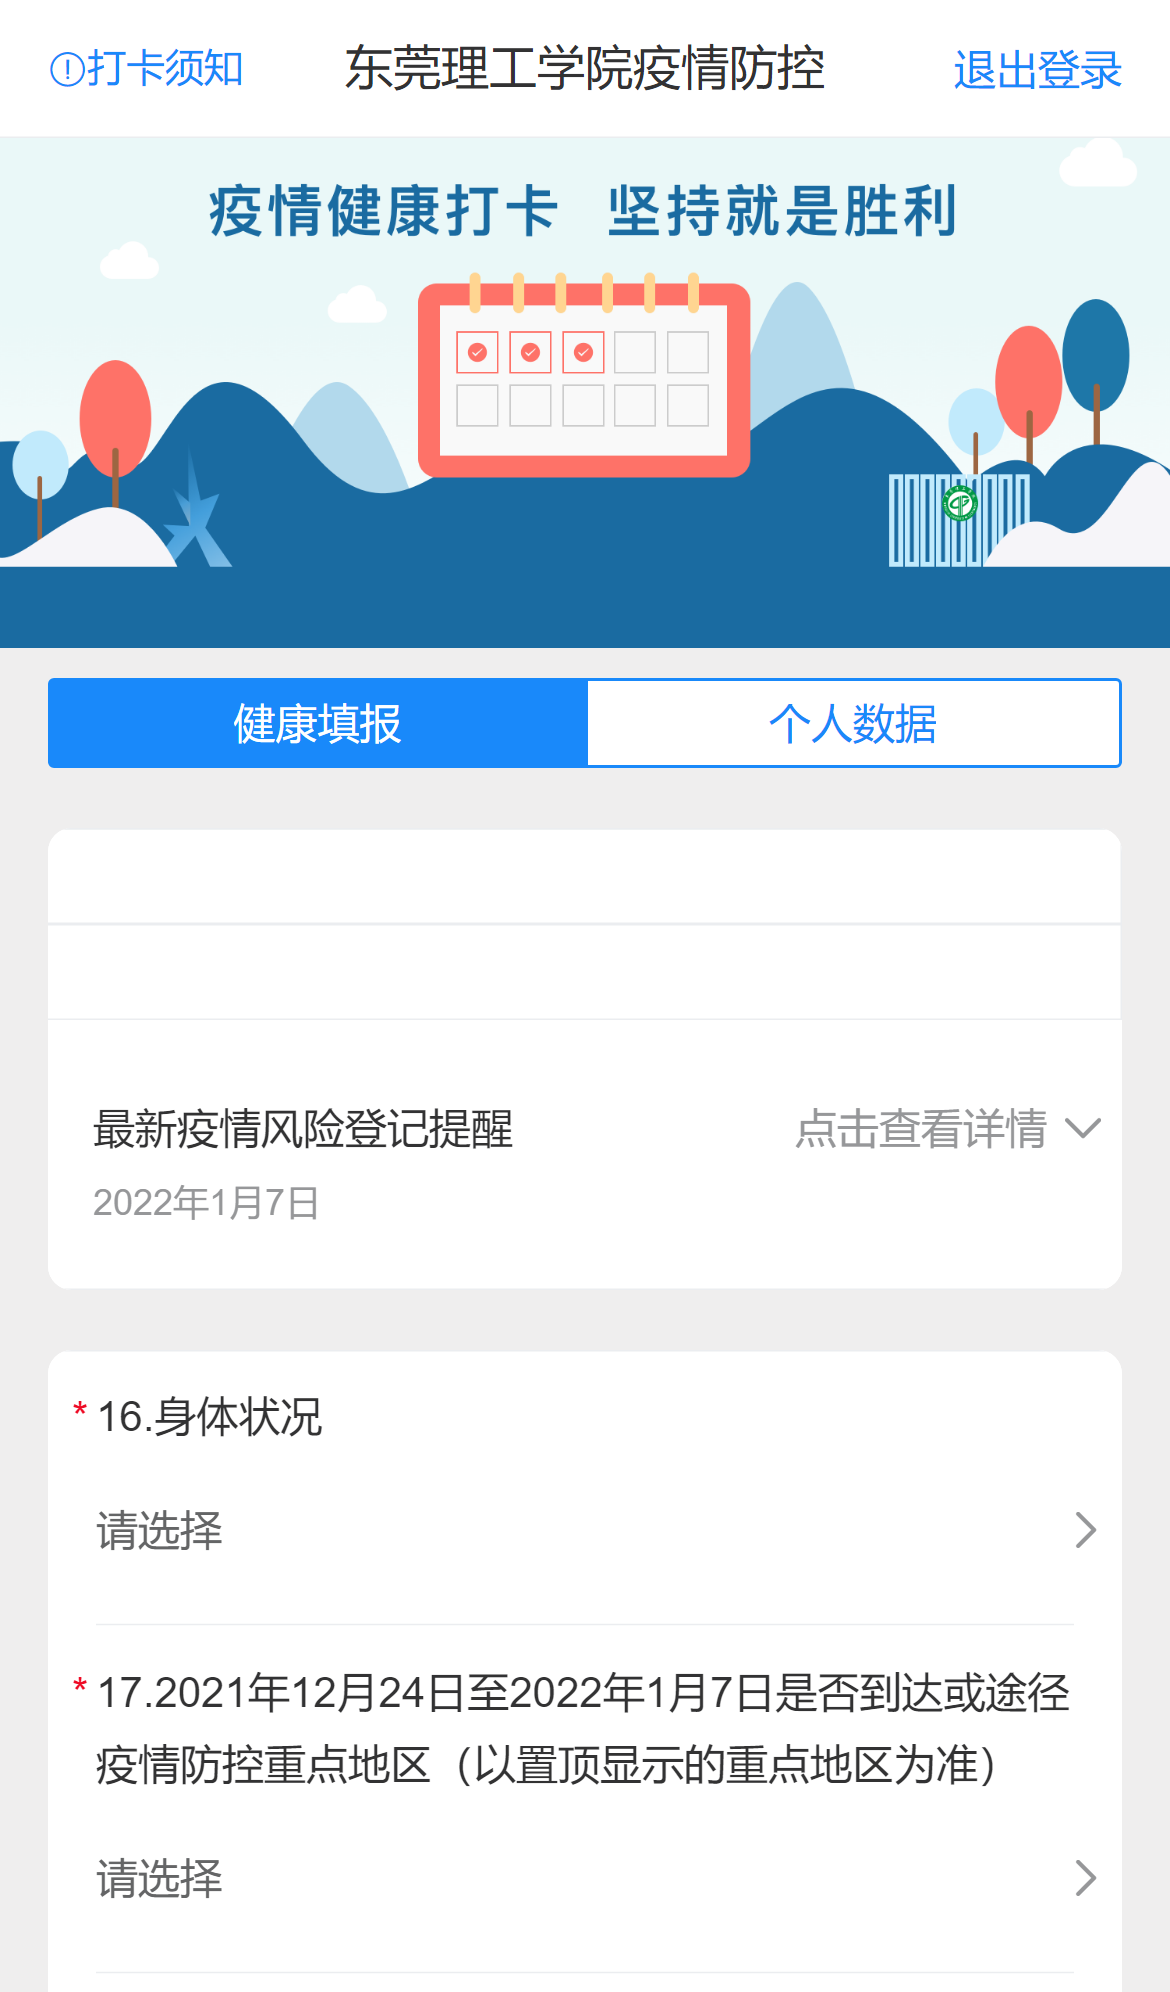 打卡须知
东莞理工学院疫情防控
退出登录
疫情健康打卡 坚持就是胜利
健康填报
个人数据
最新疫情风险登记提醒
点击查看详情
2022年1月7日
* 16.身体状况
请选择
* 17.2021年12月24日至2022年1月7日是否到达或途径
疫情防控重点地区（以置顶显示的重点地区为准）
请选择